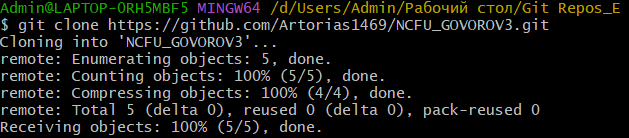 Admin@LAPTOP-ORH5MBF5 MINGW64 /d/Users/Admin/Рабочий стол/Git Repos_E
$ git clone https://github.com/Artorias1469/NCFU_GOVOROV3.git
Cloning into 'NCFU_GOVOROV3'...
remote: Enumerating objects: 5, done.
remote: Counting objects: 100% (5/5), done.
remote: Compressing objects: 100% (4/4), done.
remote: Total 5 (delta 0), reused 0 (delta 0), pack-reused 0
Receiving objects: 100% (5/5), done.